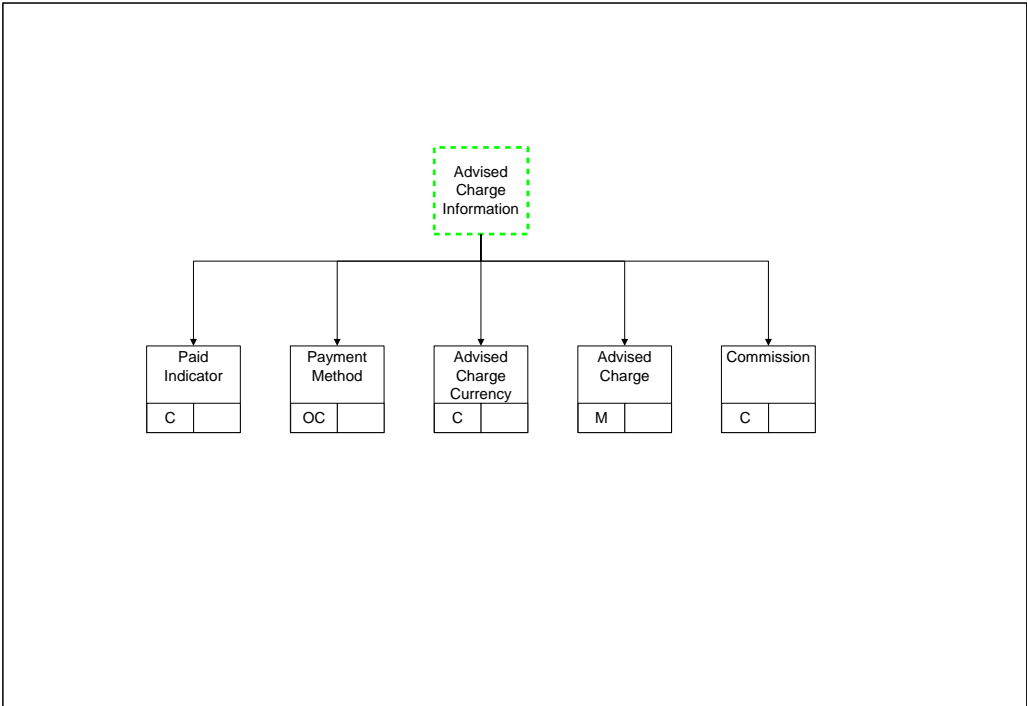 Advised
Charge
Information
Paid
Indicator
C
Payment
Method
OC
Advised
Charge
Currency
C
Advised
Charge
M
Commission
C